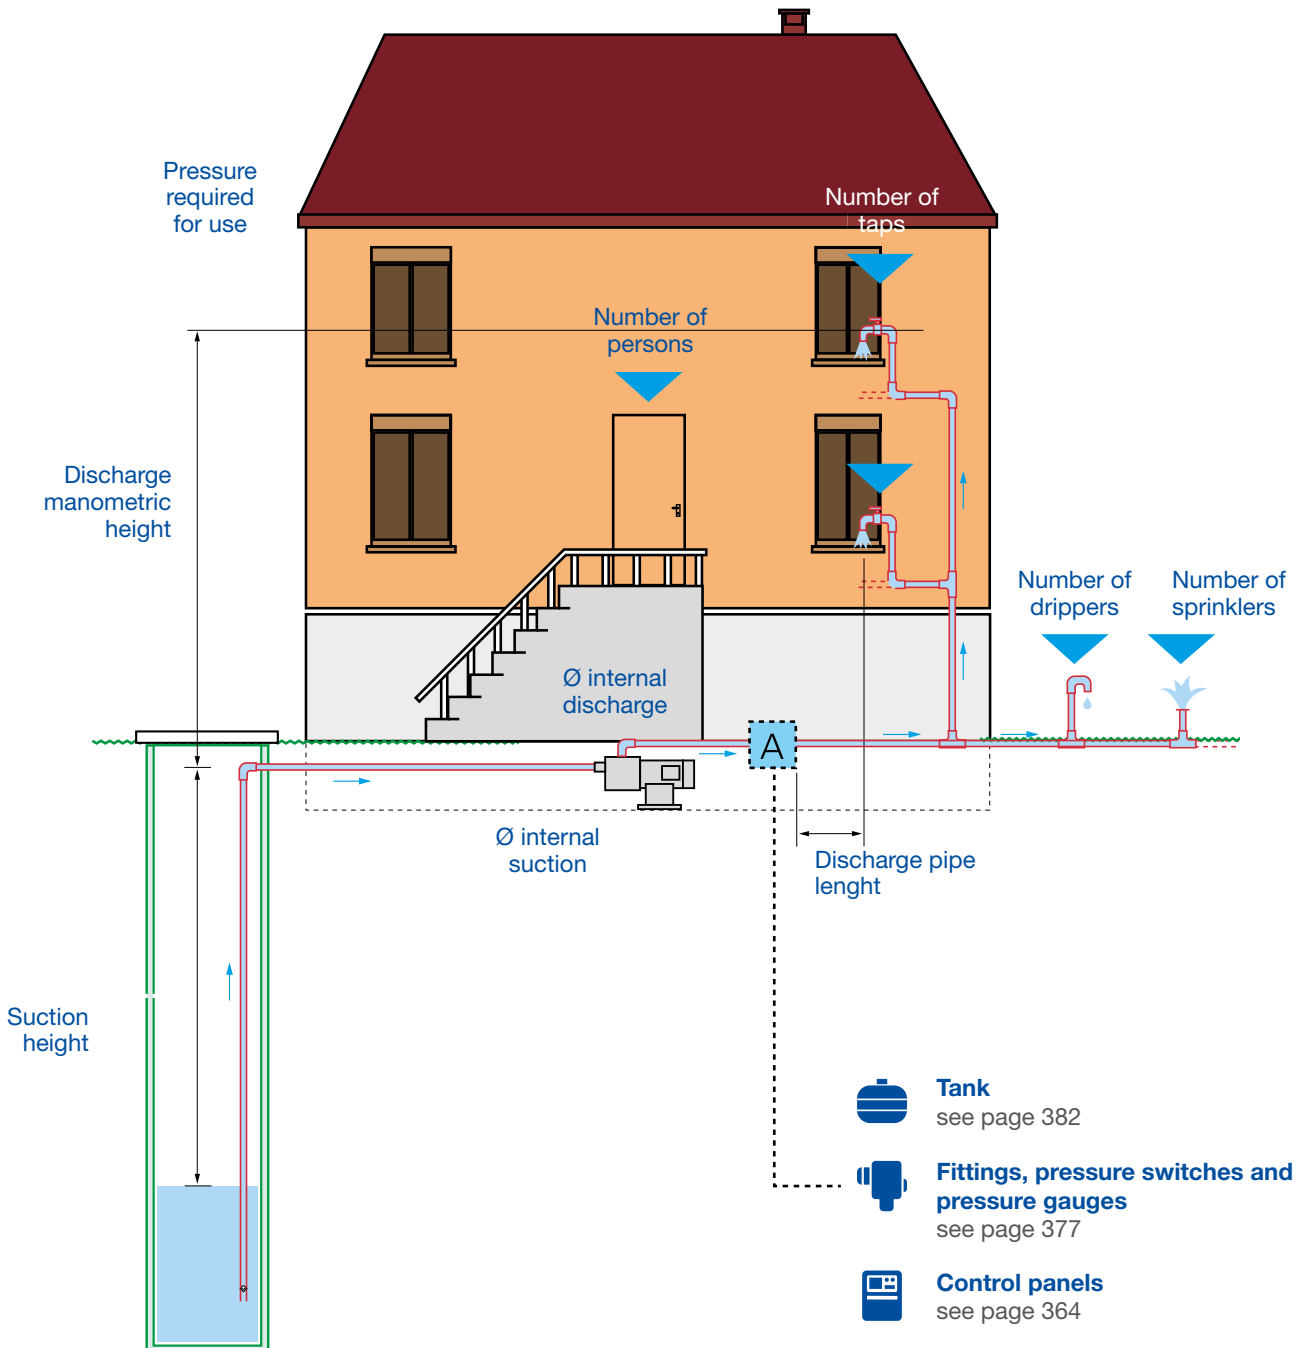 Pressure
required
for use
Number of
taps
Number of
persons
Discharge
manometric
height
Number of
drippers
Number of
sprinklers
Ø internal
discharge
A
Ø internal
suction
Discharge pipe
lenght
Suction
height
Tank
see page 382
Fittings, pressure switches and
pressure gauges
see page 377
Control panels
see page 364